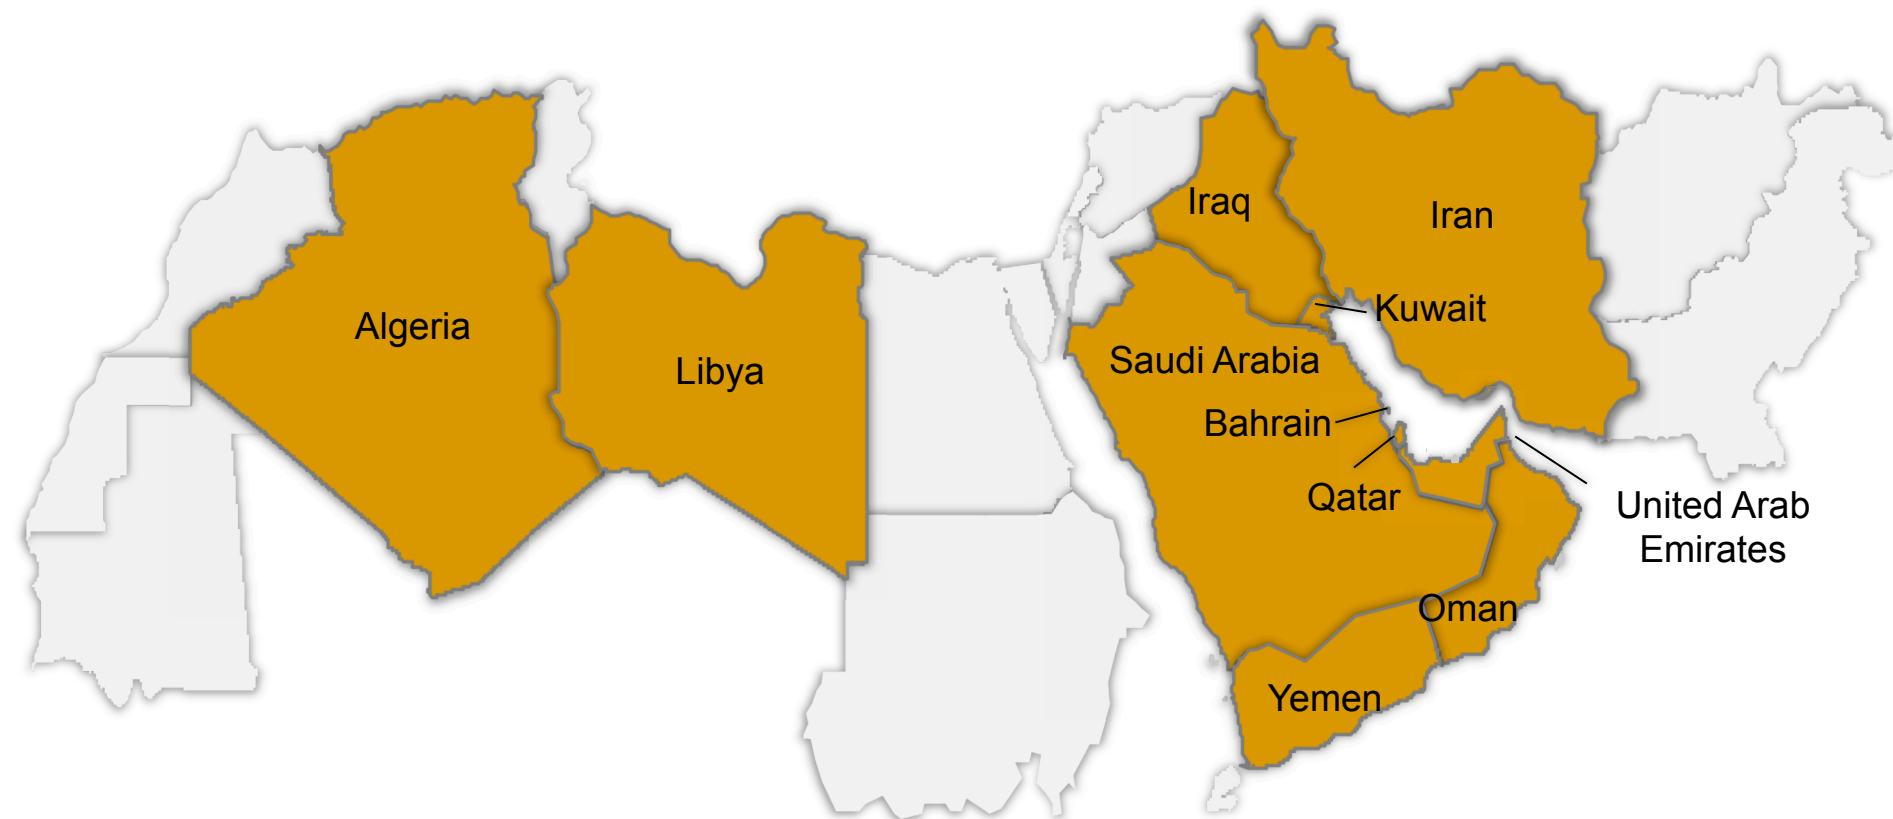 Iraq
Iran
Kuwait
Algeria
Saudi Arabia
Libya
Bahrain
Qatar
United Arab
Emirates
Oman
Yemen